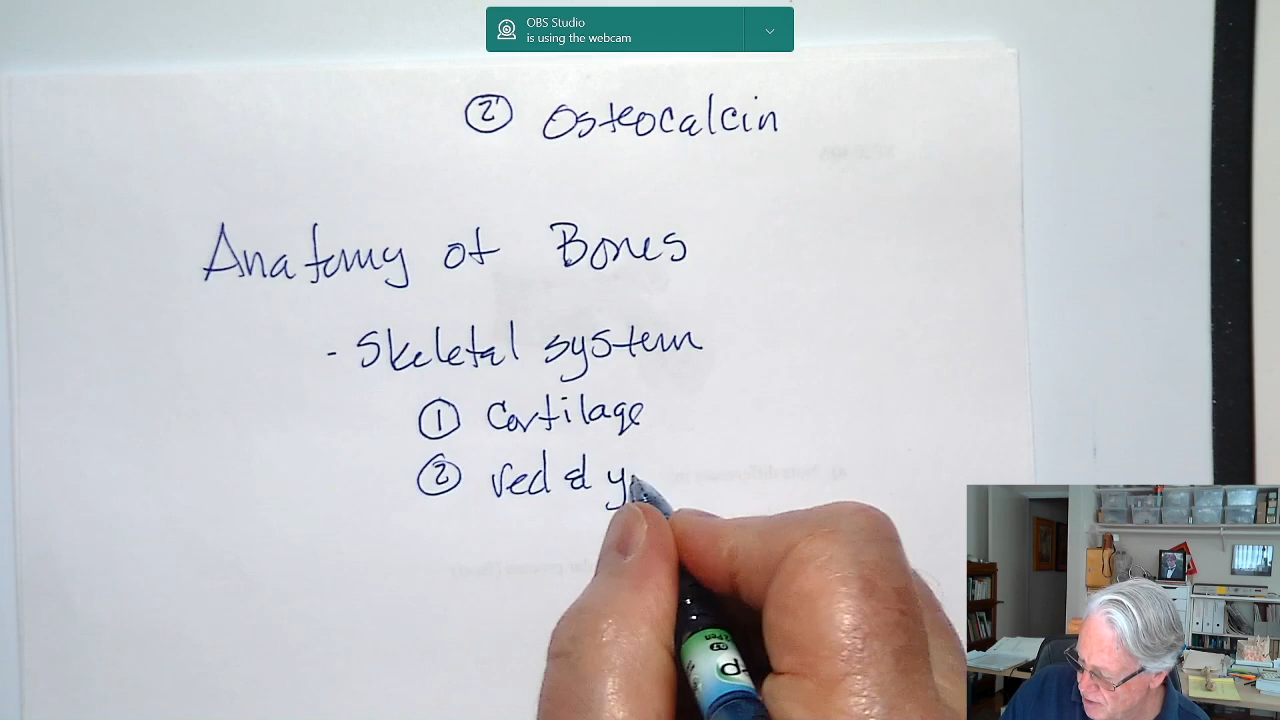 OBS Studio
is using the webcam
② Osteocalcin
Anatomy of Bones
- Skeletal system
① Cartilage
② red & y